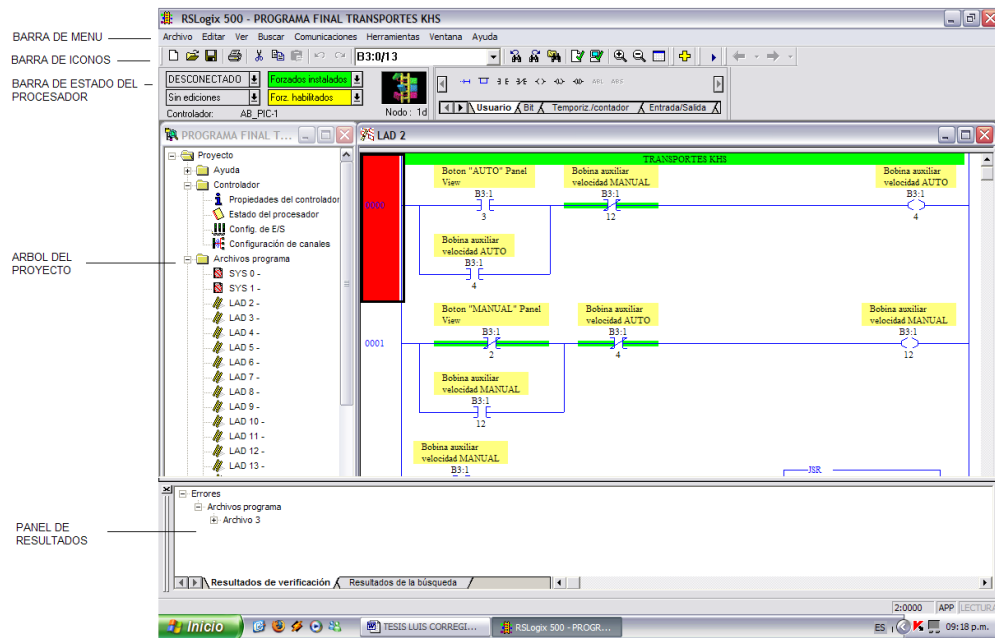 RSLogix 500 - PROGRAMA FINAL TRANSPORTES KHS
BARRA DE MENU
Archivo Editar Ver Buscar Comunicaciones Herramientas Ventana Ayuda
BARRA DE ICONOS
B3:0/13
BARRA DE ESTADO DEL
PROCESADOR
DESCONECTADO
Forzados instalados
Sin ediciones
Forz. habilitados
Controlador: AB_PIC-1
Nodo: 1d
ABL ABS
Usuario Bit Temporiz./contador Entrada/Salida
PROGRAMA FINAL T...
LAD 2
ARBOL DEL
PROYECTO
Proyecto
Ayuda
Controlador
Propiedades del controlador
Estado del procesador
Config. de E/S
Configuración de canales
Archivos programa
SYS 0 -
SYS 1 -
LAD 2 -
LAD 3 -
LAD 4 -
LAD 5 -
LAD 6 -
LAD 7 -
LAD 8 -
LAD 9 -
LAD 10 -
LAD 11 -
LAD 12 -
LAD 13 -
TRANSPORTES KHS
0000
Boton "AUTO" Panel
View
B3:1
3
Bobina auxiliar
velocidad MANUAL
B3:1
12
Bobina auxiliar
velocidad AUTO
B3:1
4
Bobina auxiliar
velocidad AUTO
B3:1
4
0001
Boton "MANUAL" Panel
View
B3:1
2
Bobina auxiliar
velocidad AUTO
B3:1
4
Bobina auxiliar
velocidad MANUAL
B3:1
12
Bobina auxiliar
velocidad MANUAL
B3:1
12
Bobina auxiliar
velocidad MANUAL
B3:1
JSR
PANEL DE
RESULTADOS
Errores
Archivos programa
Archivo 3
Resultados de verificación Resultados de la búsqueda
2:0000 APP LECTURA
Inicio
TESIS LUIS CORREGI...
RSLogix 500 - PROGR...
ES
09:18 p.m.